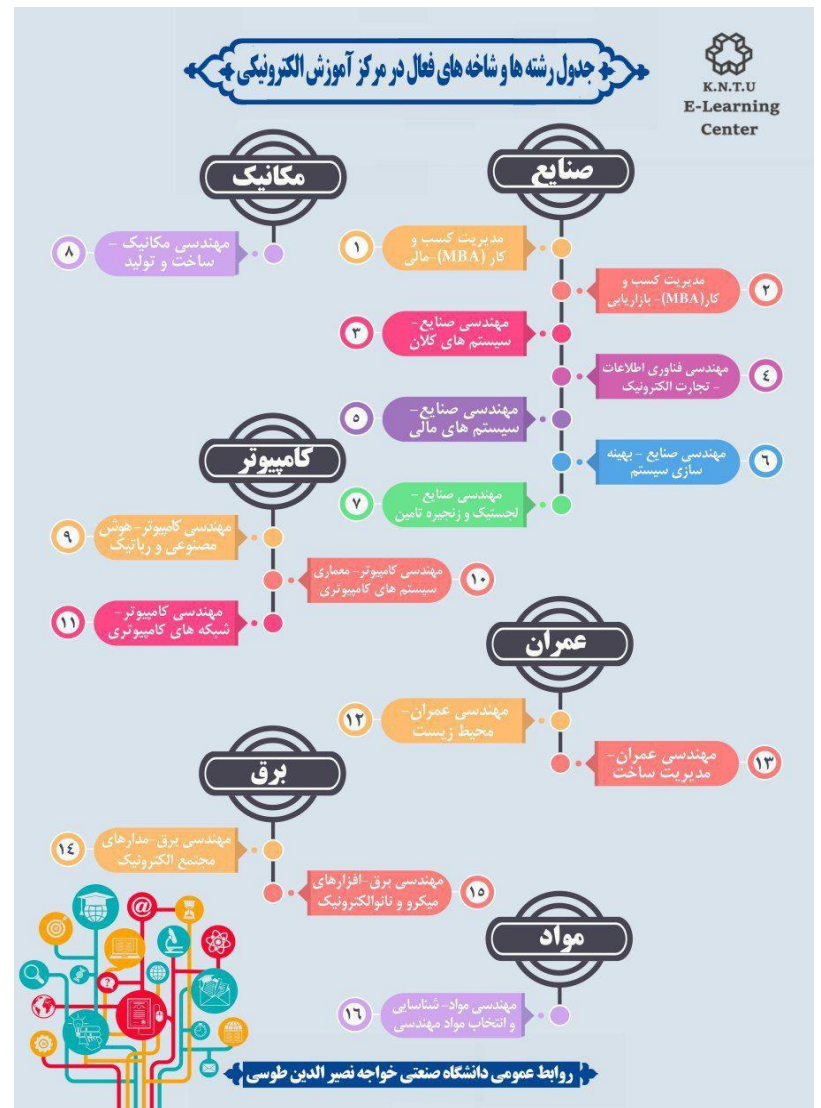 جدول رشته ها و شاخه های فعال در مرکز آموزش الکترونیکی
K.N.T.U
E-Learning
Center
صنایع
۱
مدیریت کسب و
کار (MBA)-مالی
۲
مدیریت کسب و
کار(MBA)- بازاریابی
۳
مهندسی صنایع-
سیستم های کلان
٤
مهندسی فناوری اطلاعات
- تجارت الکترونیک
٥
مهندسی صنایع-
سیستم های مالی
٦
مهندسی صنایع - بهینه
سازی سیستم
۷
مهندسی صنایع -
لجستیک و زنجیره تامین
مکانیک
۸
مهندسی مکانیک -
ساخت و تولید
کامپیوتر
۹
مهندسی کامپیوتر-هوش
مصنوعی و رباتیک
۱۰
مهندسی کامپیوتر- معماری
سیستم های کامپیوتری
۱۱
مهندسی کامپیوتر-
شبکه های کامپیوتری
عمران
۱۲
مهندسی عمران-
محیط زیست
۱۳
مهندسی عمران-
مدیریت ساخت
برق
۱٤
مهندسی برق-مدارهای
مجتمع الکترونیک
۱٥
مهندسی برق-افزارهای
میکرو و نانوالکترونیک
مواد
۱٦
مهندسی مواد- شناسایی
و انتخاب مواد مهندسی
روابط عمومی دانشگاه صنعتی خواجه نصیر الدین طوسی